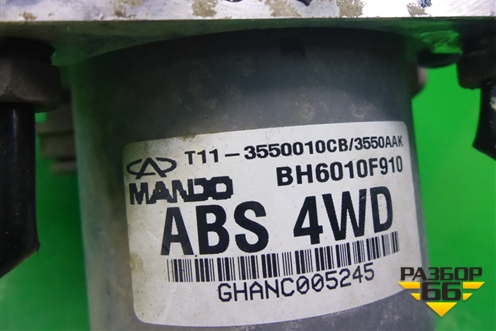 T11-3550010CB/3550AAK
MANDO BH6010F910
ABS 4WD
GHANC005245
РАЗБОР
66